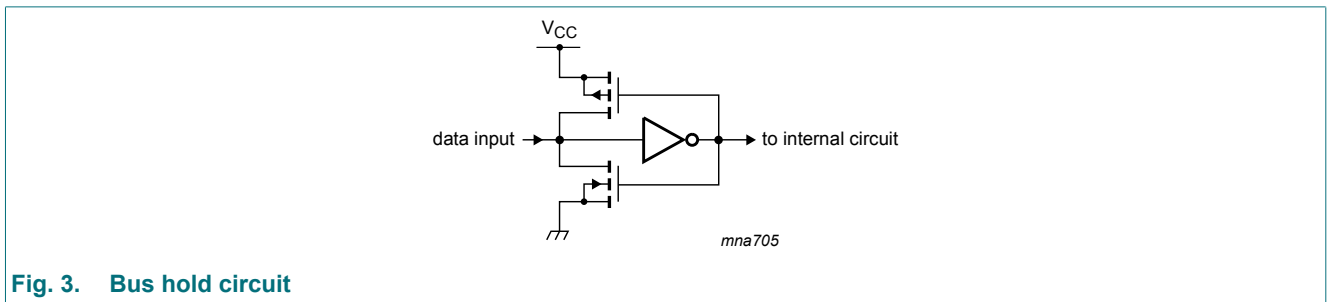 VCC
data input
to internal circuit
mna705
Fig. 3. Bus hold circuit